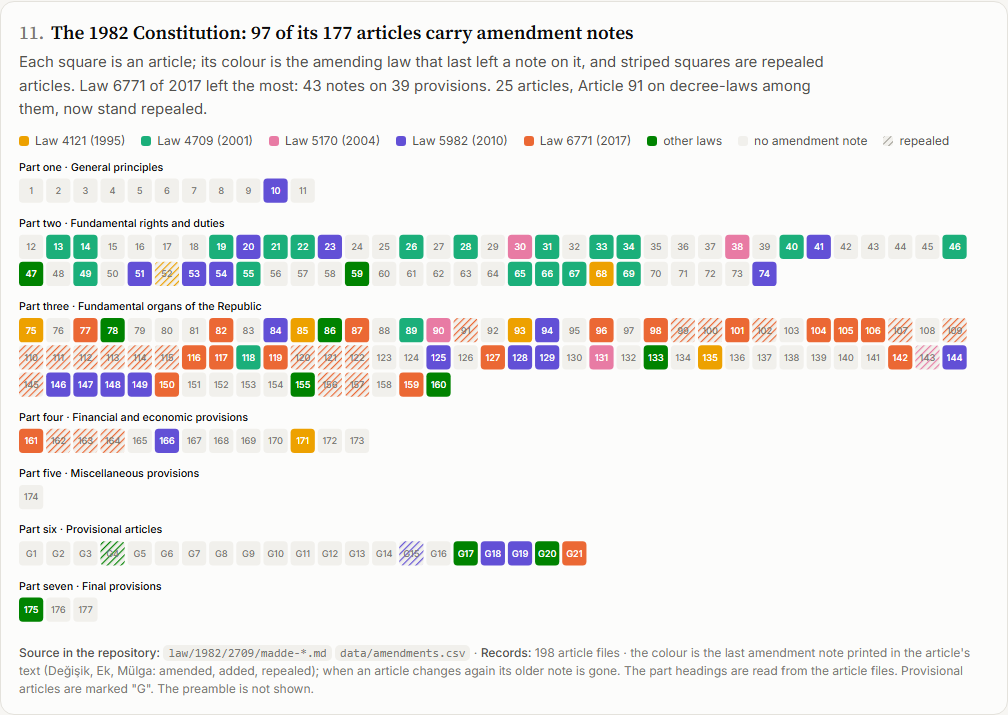 11. The 1982 Constitution: 97 of its 177 articles carry amendment notes
Each square is an article; its colour is the amending law that last left a note on it, and striped squares are repealed
articles. Law 6771 of 2017 left the most: 43 notes on 39 provisions. 25 articles, Article 91 on decree-laws among
them, now stand repealed.
Law 4121 (1995) Law 4709 (2001) Law 5170 (2004) Law 5982 (2010) Law 6771 (2017) other laws no amendment note repealed
Part one · General principles
1 2 3 4 5 6 7 8 9 10 11
Part two · Fundamental rights and duties
12 13 14 15 16 17 18 19 20 21 22 23 24 25 26 27 28 29 30 31 32 33 34 35 36 37 38 39 40 41 42 43 44 45 46
47 48 49 50 51 52 53 54 55 56 57 58 59 60 61 62 63 64 65 66 67 68 69 70 71 72 73 74
Part three · Fundamental organs of the Republic
75 76 77 78 79 80 81 82 83 84 85 86 87 88 89 90 91 92 93 94 95 96 97 98 99 100 101 102 103 104 105 106 107 108 109
110 111 112 113 114 115 116 117 118 119 120 121 122 123 124 125 126 127 128 129 130 131 132 133 134 135 136 137 138 139 140 141 142 143 144
145 146 147 148 149 150 151 152 153 154 155 156 157 158 159 160
Part four · Financial and economic provisions
161 162 163 164 165 166 167 168 169 170 171 172 173
Part five · Miscellaneous provisions
174
Part six · Provisional articles
G1 G2 G3 G4 G5 G6 G7 G8 G9 G10 G11 G12 G13 G14 G15 G16 G17 G18 G19 G20 G21
Part seven · Final provisions
175 176 177
Source in the repository: law/1982/2709/madde-*.md data/amendments.csv · Records: 198 article files · the colour is the last amendment note printed in the article's
text (Değişik, Ek, Mülga: amended, added, repealed); when an article changes again its older note is gone. The part headings are read from the article files. Provisional
articles are marked "G". The preamble is not shown.